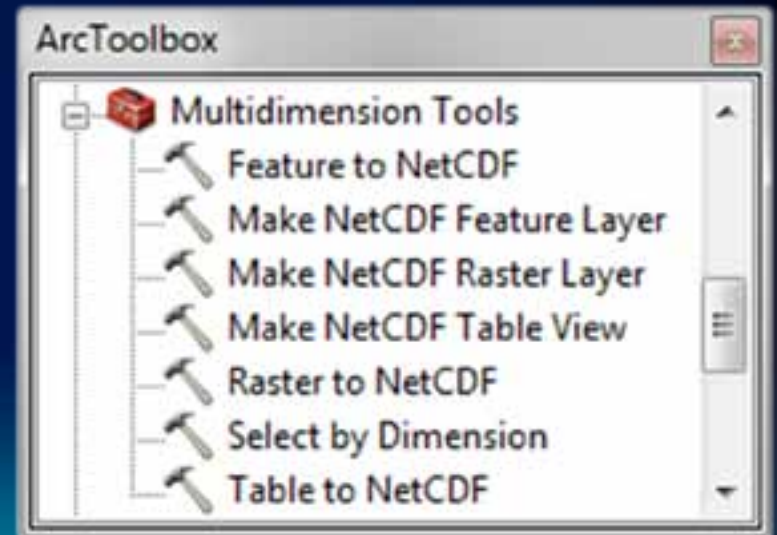 ArcToolbox
Multidimension Tools
Feature to NetCDF
Make NetCDF Feature Layer
Make NetCDF Raster Layer
Make NetCDF Table View
Raster to NetCDF
Select by Dimension
Table to NetCDF